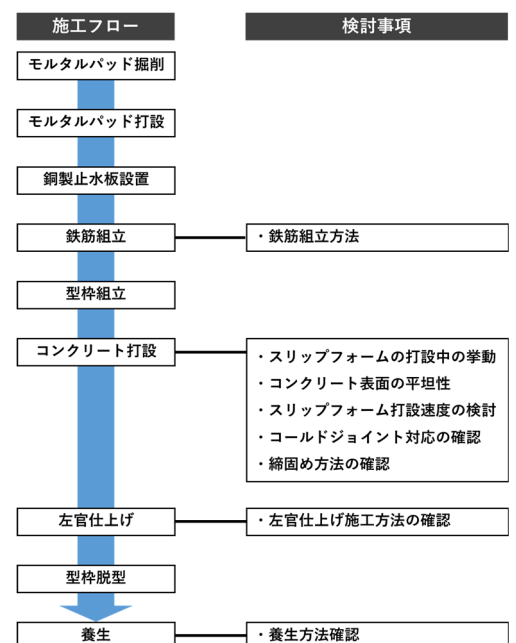 施工フロー
検討事項
モルタルパッド掘削
モルタルパッド打設
銅製止水板設置
鉄筋組立
・鉄筋組立方法
型枠組立
コンクリート打設
・スリップフォームの打設中の挙動
・コンクリート表面の平坦性
・スリップフォーム打設速度の検討
・コールドジョイント対応の確認
・締固め方法の確認
左官仕上げ
・左官仕上げ施工方法の確認
型枠脱型
養生
・養生方法確認